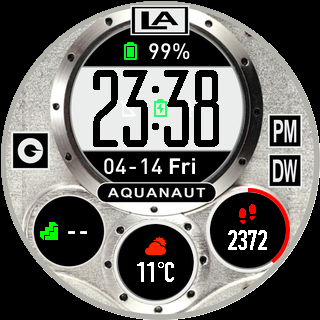 LA
99%
23:38
PM
04-14 Fri
DW
AQUANAUT
--
2372
11°C